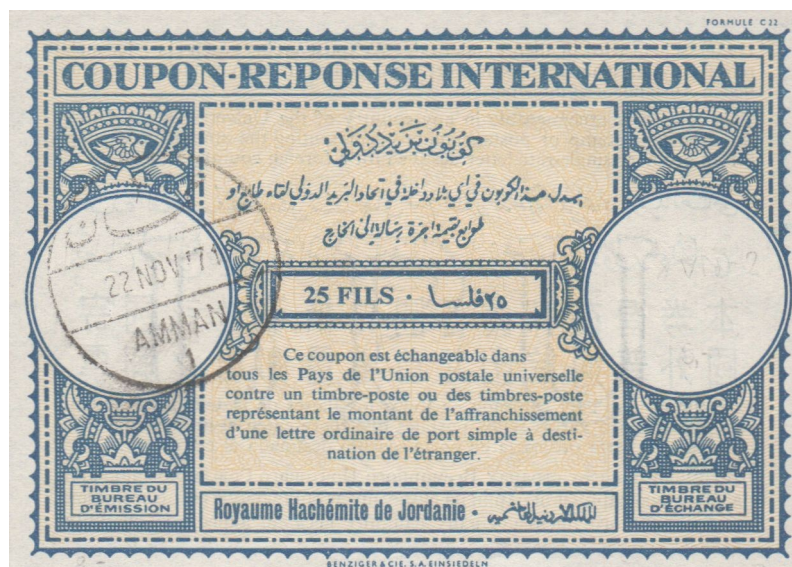 FORMULE C22
COUPON-REPONSE INTERNATIONAL
كوبون بريد دولي
يبدل هذا الكوبون في اي بلاد داخلة في اتحاد البريد الدولي لقاء طابع او
طوابع بقيمة اجرة رسالة الى الخارج
25 FILS · ٢٥ فلسا
22 NOV 71
AMMAN
1
Ce coupon est échangeable dans
tous les Pays de l'Union postale universelle
contre un timbre-poste ou des timbres-poste
représentant le montant de l'affranchissement
d'une lettre ordinaire de port simple à desti-
nation de l'étranger.
TIMBRE DU
BUREAU
D'ÉMISSION
Royaume Hachémite de Jordanie · المملكة الاردنية الهاشمية
TIMBRE DU
BUREAU
D'ÉCHANGE
BENZIGER & CIE. S.A. EINSIEDELN